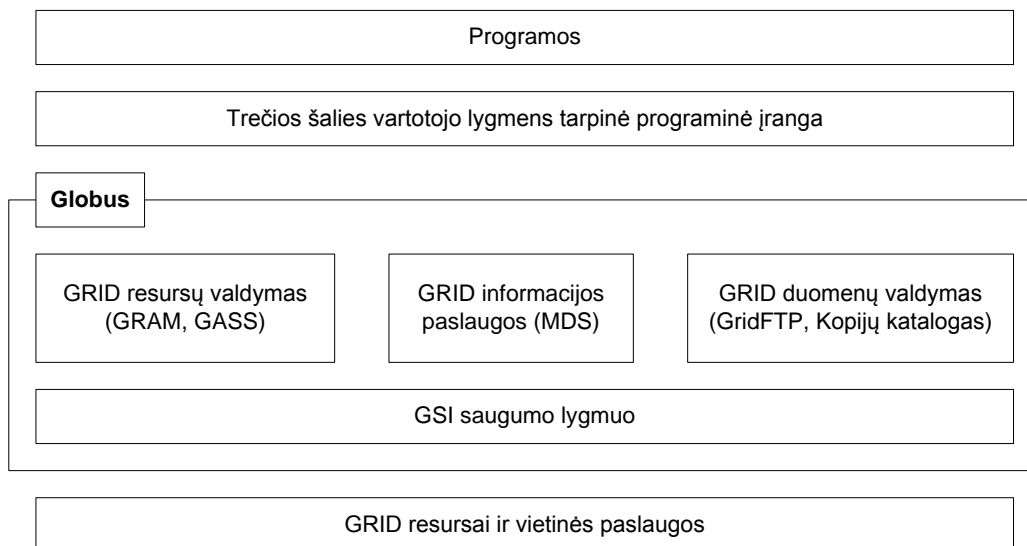 Programos
Trečios šalies vartotojo lygmens tarpinė programinė įranga
Globus
GRID resursų valdymas
(GRAM, GASS)
GRID informacijos
paslaugos (MDS)
GRID duomenų valdymas
(GridFTP, Kopijų katalogas)
GSI saugumo lygmuo
GRID resursai ir vietinės paslaugos